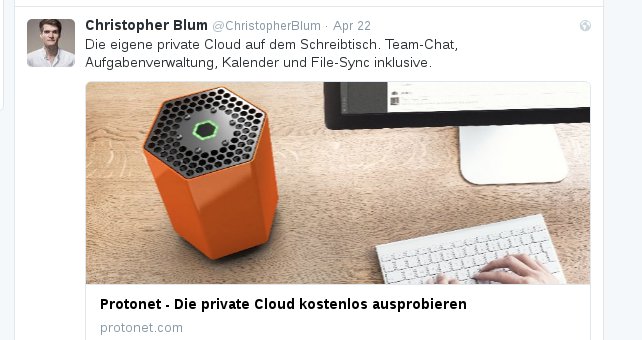 Christopher Blum @ChristopherBlum · Apr 22
Die eigene private Cloud auf dem Schreibtisch. Team-Chat,
Aufgabenverwaltung, Kalender und File-Sync inklusive.
Protonet - Die private Cloud kostenlos ausprobieren
protonet.com